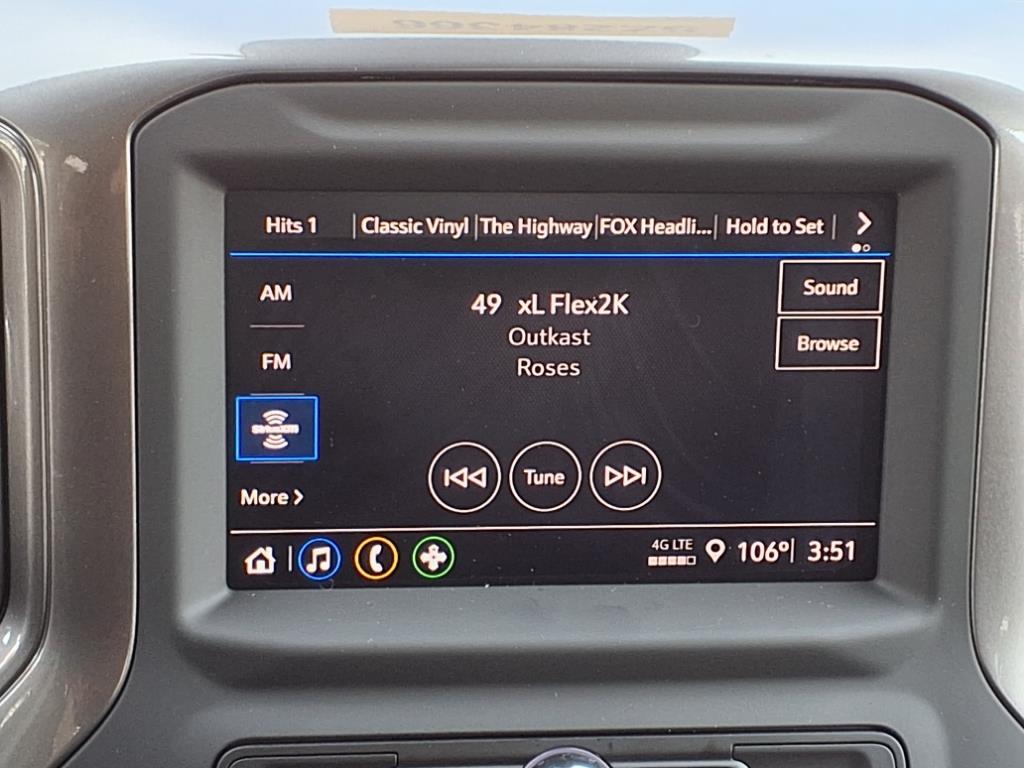 Hits 1 | Classic Vinyl | The Highway | FOX Headli... | Hold to Set
AM
49 xL Flex2K
Sound
Outkast
FM
Roses
Browse
SiriusXM
Tune
More >
4G LTE 106° 3:51